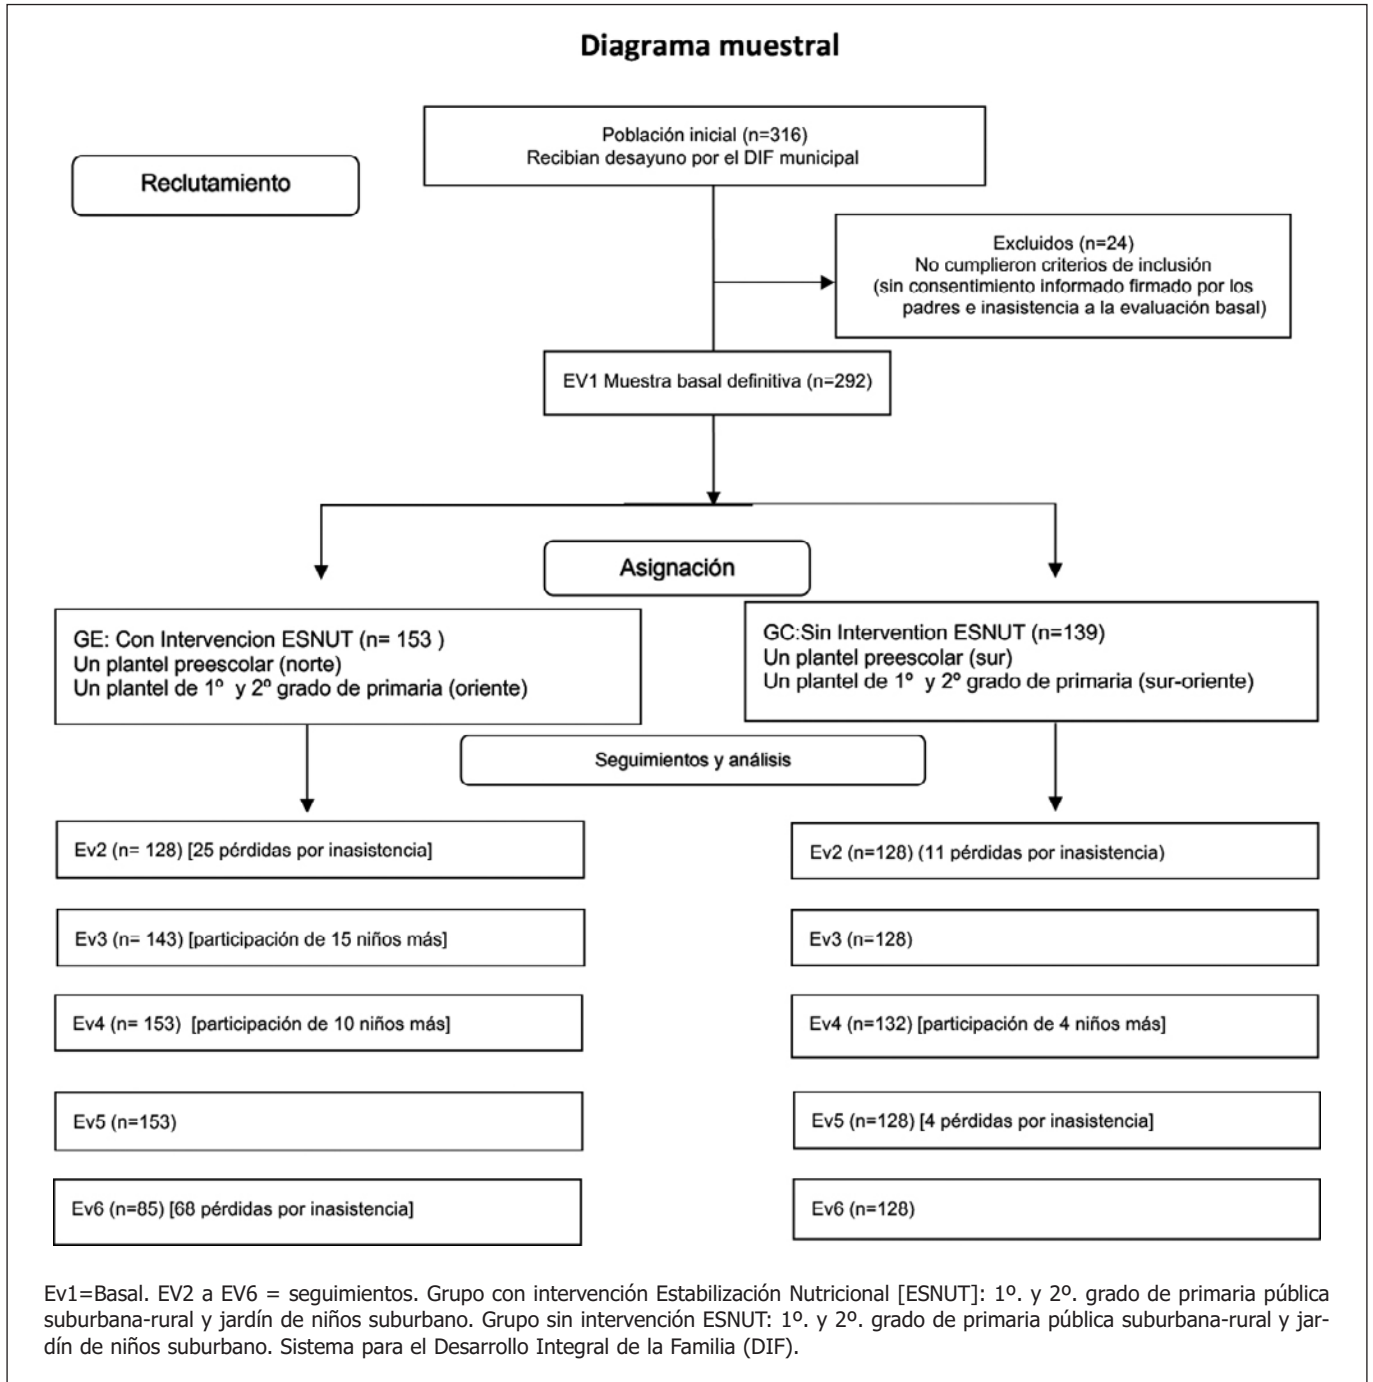 Diagrama muestral
Población inicial (n=316)
Recibian desayuno por el DIF municipal
Reclutamiento
Excluidos (n=24)
No cumplieron criterios de inclusión
(sin consentimiento informado firmado por los
padres e inasistencia a la evaluación basal)
EV1 Muestra basal definitiva (n=292)
Asignación
GE: Con Intervencion ESNUT (n= 153 )
Un plantel preescolar (norte)
Un plantel de 1º y 2º grado de primaria (oriente)
GC:Sin Intervention ESNUT (n=139)
Un plantel preescolar (sur)
Un plantel de 1º y 2º grado de primaria (sur-oriente)
Seguimientos y análisis
Ev2 (n= 128) [25 pérdidas por inasistencia]
Ev2 (n=128) (11 pérdidas por inasistencia)
Ev3 (n= 143) [participación de 15 niños más]
Ev3 (n=128)
Ev4 (n= 153) [participación de 10 niños más]
Ev4 (n=132) [participación de 4 niños más]
Ev5 (n=153)
Ev5 (n=128) [4 pérdidas por inasistencia]
Ev6 (n=85) [68 pérdidas por inasistencia]
Ev6 (n=128)
Ev1=Basal. EV2 a EV6 = seguimientos. Grupo con intervención Estabilización Nutricional [ESNUT]: 1º. y 2º. grado de primaria pública
suburbana-rural y jardín de niños suburbano. Grupo sin intervención ESNUT: 1º. y 2º. grado de primaria pública suburbana-rural y jar-
dín de niños suburbano. Sistema para el Desarrollo Integral de la Familia (DIF).